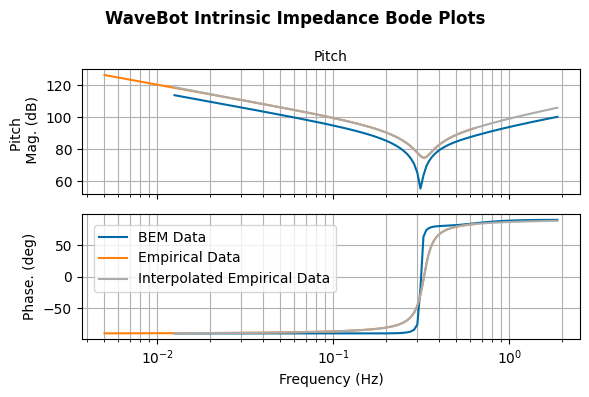 WaveBot Intrinsic Impedance Bode Plots
Pitch
Pitch
Mag. (dB)
120
100
80
60
Phase. (deg)
50
0
−50
BEM Data
Empirical Data
Interpolated Empirical Data
10⁻² 10⁻¹ 10⁰
Frequency (Hz)